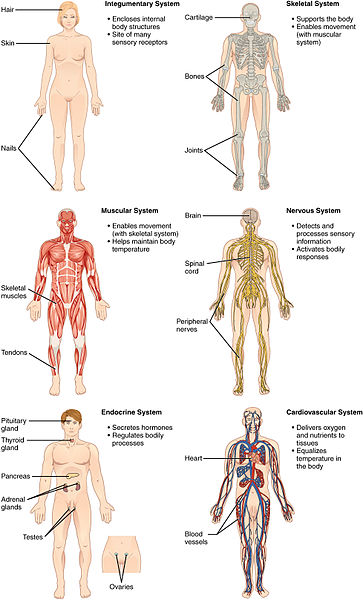 Integumentary System
• Encloses internal
body structures
• Site of many
sensory receptors
Hair
Skin
Nails
Skeletal System
• Supports the body
• Enables movement
(with muscular
system)
Cartilage
Bones
Joints
Muscular System
• Enables movement
(with skeletal system)
• Helps maintain body
temperature
Skeletal
muscles
Tendons
Nervous System
• Detects and
processes sensory
information
• Activates bodily
responses
Brain
Spinal
cord
Peripheral
nerves
Endocrine System
• Secretes hormones
• Regulates bodily
processes
Pituitary
gland
Thyroid
gland
Pancreas
Adrenal
glands
Testes
Ovaries
Cardiovascular System
• Delivers oxygen
and nutrients to
tissues
• Equalizes
temperature in
the body
Heart
Blood
vessels